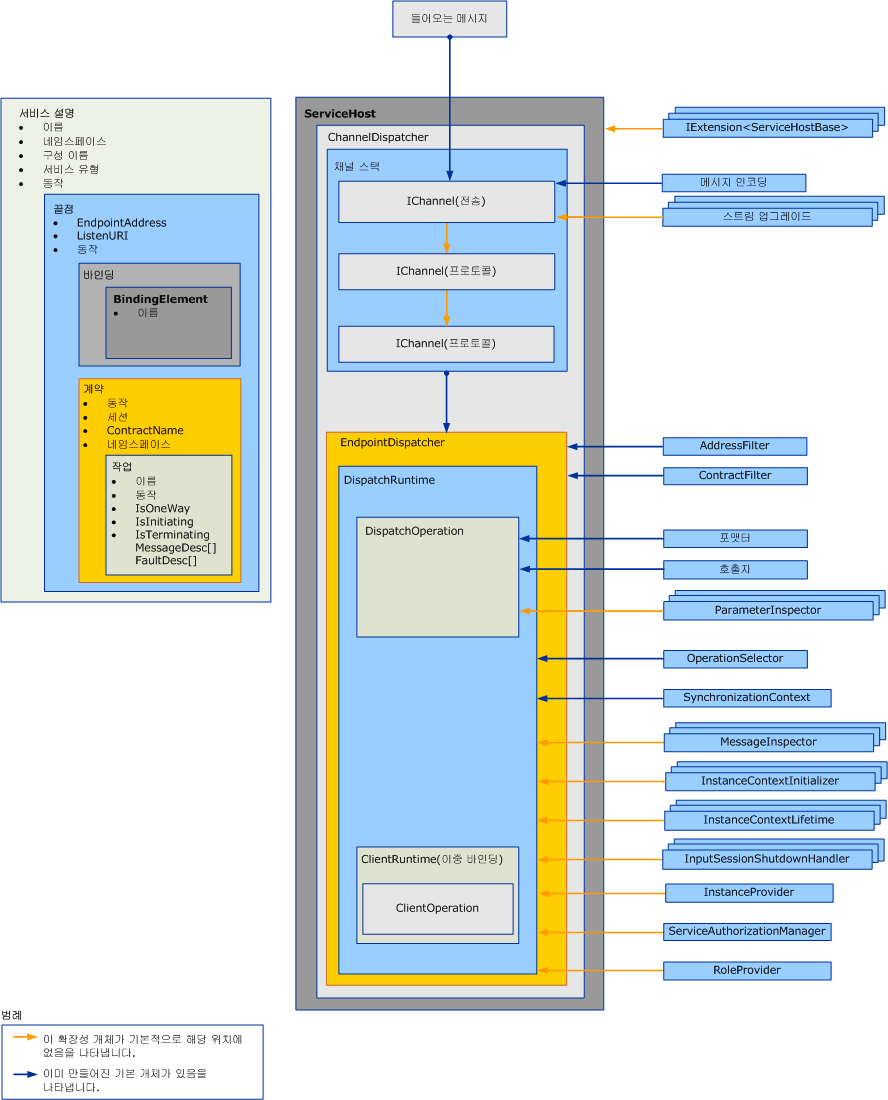 들어오는 메시지
서비스 설명
• 이름
• 네임스페이스
• 구성 이름
• 서비스 유형
• 동작
끝점
• EndpointAddress
• ListenURI
• 동작
바인딩
BindingElement
• 이름
계약
• 동작
• 세션
• ContractName
• 네임스페이스
작업
• 이름
• 동작
• IsOneWay
• IsInitiating
• IsTerminating
MessageDesc[]
FaultDesc[]
ServiceHost
ChannelDispatcher
채널 스택
IChannel(전송)
IChannel(프로토콜)
IChannel(프로토콜)
EndpointDispatcher
DispatchRuntime
DispatchOperation
ClientRuntime(이중 바인딩)
ClientOperation
IExtension<ServiceHostBase>
메시지 인코딩
스트림 업그레이드
AddressFilter
ContractFilter
포맷터
호출자
ParameterInspector
OperationSelector
SynchronizationContext
MessageInspector
InstanceContextInitializer
InstanceContextLifetime
InputSessionShutdownHandler
InstanceProvider
ServiceAuthorizationManager
RoleProvider
범례
이 확장성 개체가 기본적으로 해당 위치에
없음을 나타냅니다.
이미 만들어진 기본 개체가 있음을
나타냅니다.